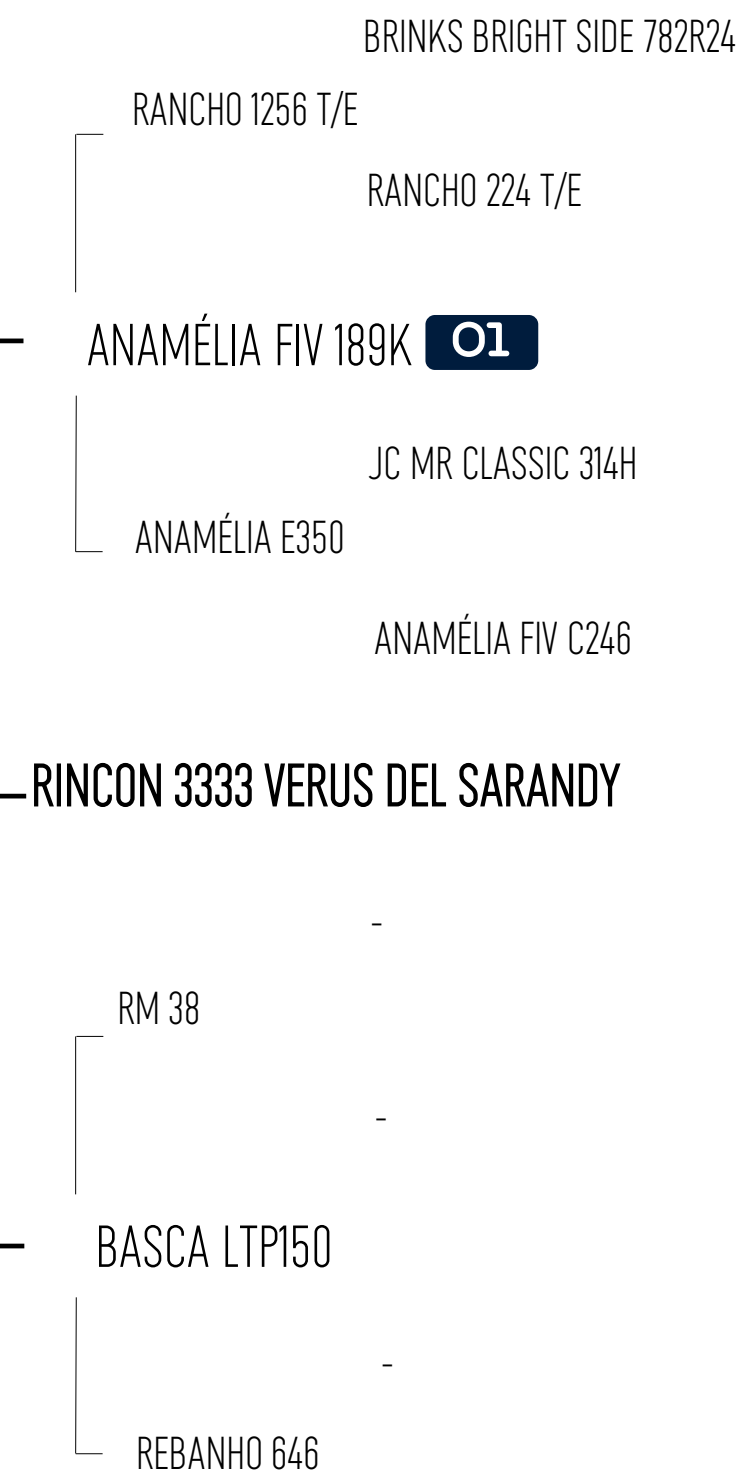 BRINKS BRIGHT SIDE 782R24
RANCHO 1256 T/E
RANCHO 224 T/E
ANAMÉLIA FIV 189K 01
JC MR CLASSIC 314H
ANAMÉLIA E350
ANAMÉLIA FIV C246
RINCON 3333 VERUS DEL SARANDY
-
RM 38
-
BASCA LTP150
-
REBANHO 646